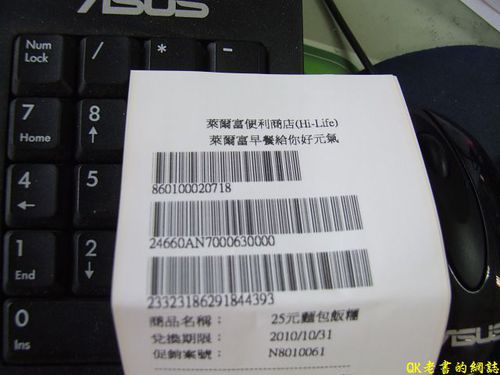 ASUS
Num
Lock
/
*
-
7
Home
8
↑
4
←
5
1
End
2
↓
0
Ins
萊爾富便利商店(Hi-Life)
萊爾富早餐給你好元氣
860100020718
24660AN7000630000
23323186291844393
商品名稱： 25元麵包飯糰
兌換期限： 2010/10/31
促銷案號： N8010061
ASUS
QK老書的網誌